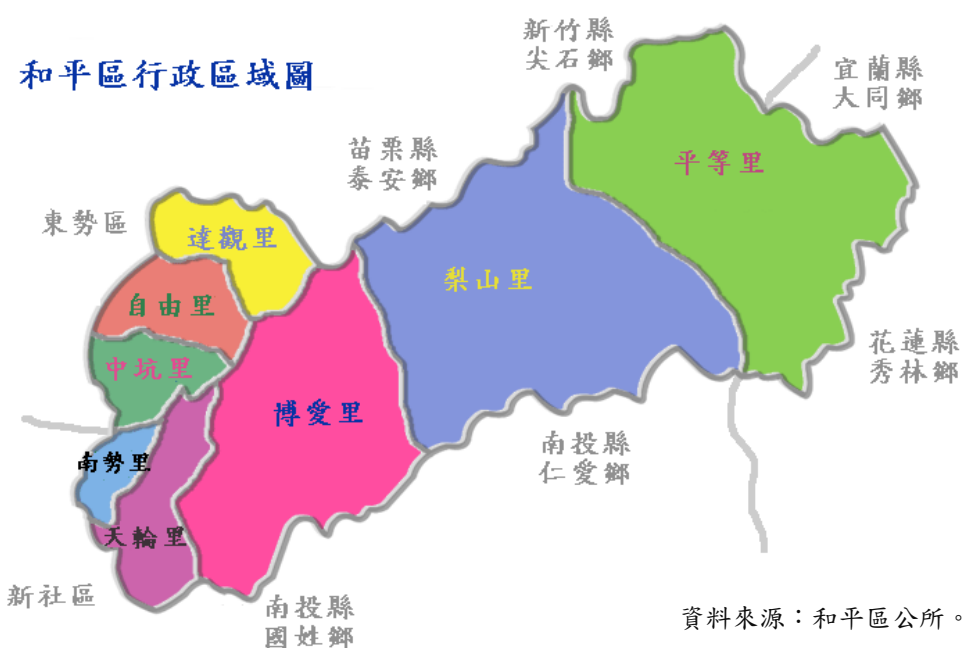 和平區行政區域圖
新竹縣
尖石鄉
宜蘭縣
大同鄉
苗栗縣
泰安鄉
平等里
東勢區
達觀里
梨山里
自由里
中坑里
花蓮縣
秀林鄉
博愛里
南勢里
南投縣
仁愛鄉
天輪里
新社區
南投縣
國姓鄉
資料來源：和平區公所。